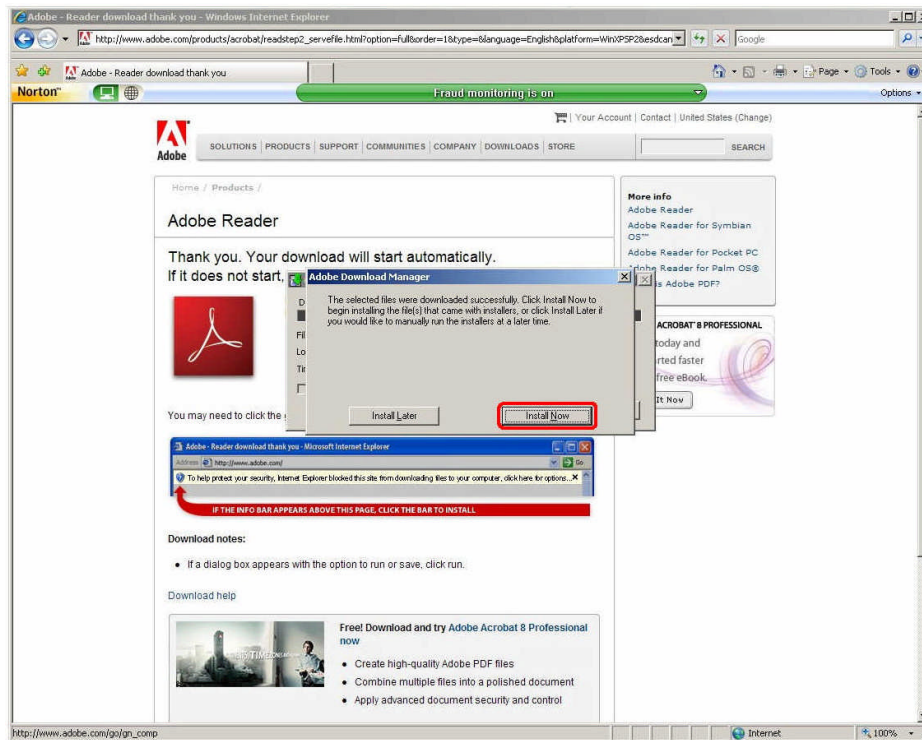 Adobe - Reader download thank you - Windows Internet Explorer
http://www.adobe.com/products/acrobat/readstep2_servefile.html?option=full&order=1&type=&language=English&platform=WinXPSP2&esdcan
Google
Adobe - Reader download thank you
Page
Tools
Norton™
Fraud monitoring is on
Options
Your Account | Contact | United States (Change)
Adobe
SOLUTIONS | PRODUCTS | SUPPORT | COMMUNITIES | COMPANY | DOWNLOADS | STORE
SEARCH
Home / Products /
Adobe Reader
More info
Adobe Reader
Adobe Reader for Symbian
OS™
Adobe Reader for Pocket PC
Adobe Reader for Palm OS®
is Adobe PDF?
Thank you. Your download will start automatically.
If it does not start,
Adobe Download Manager
The selected files were downloaded successfully. Click Install Now to
begin installing the file(s) that came with installers, or click Install Later if
you would like to manually run the installers at a later time.
D
Fil
Lo
Tir
Install Later
Install Now
ACROBAT® 8 PROFESSIONAL
today and
rted faster
free eBook.
It Now
You may need to click the
Adobe - Reader download thank you - Microsoft Internet Explorer
Address
http://www.adobe.com/
Go
To help protect your security, Internet Explorer blocked this site from downloading files to your computer, click here for options...
IF THE INFO BAR APPEARS ABOVE THIS PAGE, CLICK THE BAR TO INSTALL
Download notes:
• If a dialog box appears with the option to run or save, click run.
Download help
Free! Download and try Adobe Acrobat 8 Professional
now
• Create high-quality Adobe PDF files
• Combine multiple files into a polished document
• Apply advanced document security and control
http://www.adobe.com/go/gn_comp
Internet
100%